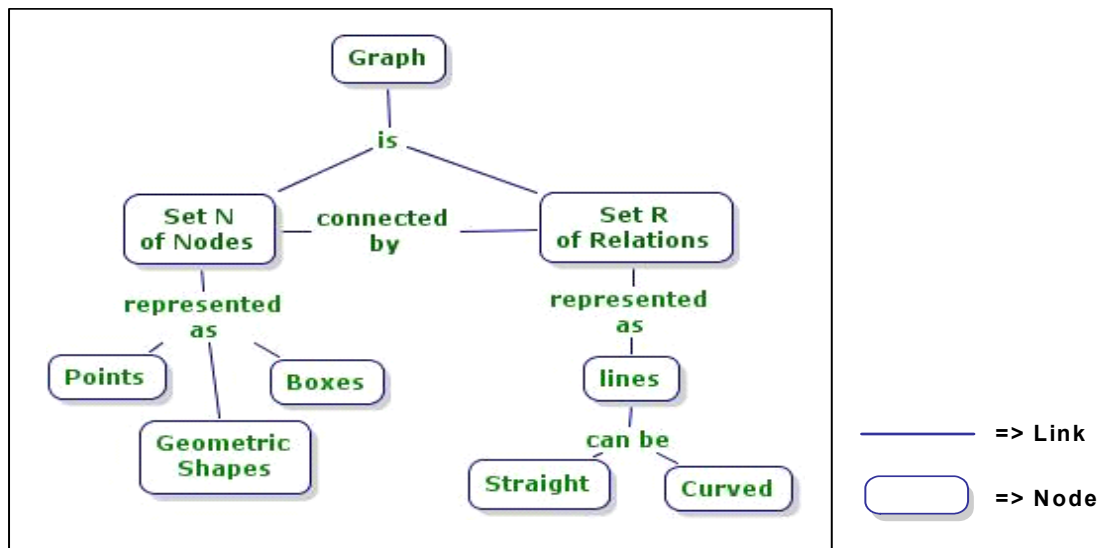 Graph
is
Set N
of Nodes
connected
by
Set R
of Relations
represented
as
represented
as
Points
Boxes
lines
Geometric
Shapes
can be
Straight
Curved
=> Link
=> Node